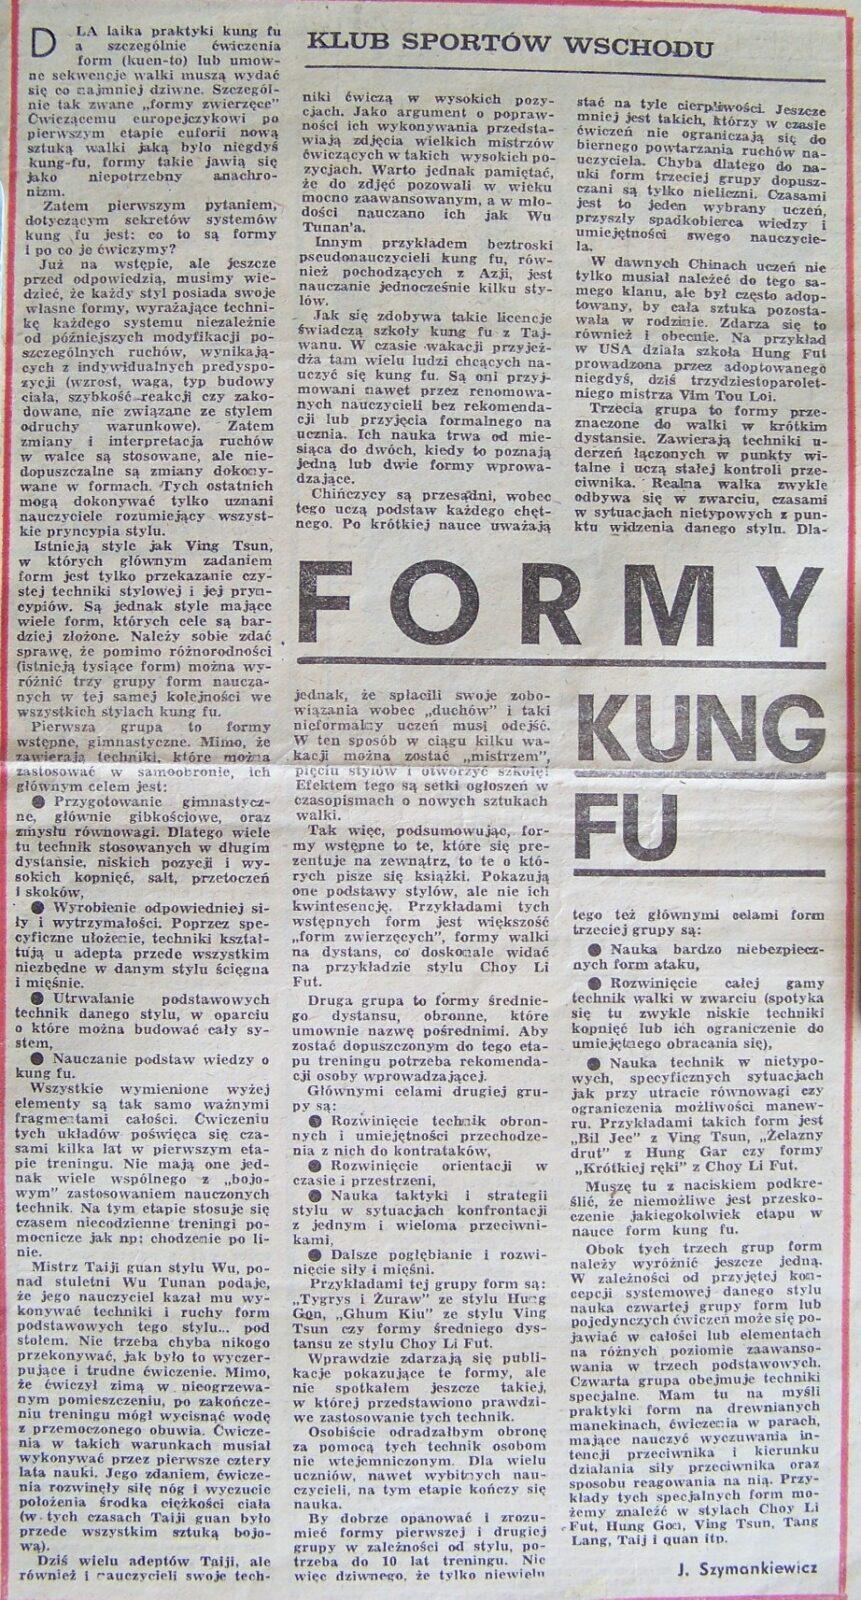 KLUB SPORTÓW WSCHODU
DLA laika praktyki kung fu
a szczególnie ćwiczenia
form (kuen-to) lub umow-
ne sekwencje walki muszą wydać
się co najmniej dziwne. Szczegól-
nie tak zwane „formy zwierzęce”
Ćwiczącemu europejczykowi po
pierwszym etapie euforii nową
sztuką walki jaką było niegdyś
kung-fu, formy takie jawią się
jako niepotrzebny anachro-
nizm.
Zatem pierwszym pytaniem,
dotyczącym sekretów systemów
kung fu jest: co to są formy
i po co je ćwiczymy?
Już na wstępie, ale jeszcze
przed odpowiedzią, musimy wie-
dzieć, że każdy styl posiada swoje
własne formy, wyrażające techni-
kę każdego systemu niezależnie
od późniejszych modyfikacji po-
szczególnych ruchów, wynikają-
cych z indywidualnych predyspo-
zycji (wzrost, waga, typ budowy
ciała, szybkość reakcji czy zako-
dowane, nie związane ze stylem
odruchy warunkowe). Zatem
zmiany i interpretacja ruchów
w walce są stosowane, ale nie-
dopuszczalne są zmiany dokony-
wane w formach. Tych ostatnich
mogą dokonywać tylko uznani
nauczyciele rozumiejący wszyst-
kie pryncypia stylu.
Istnieją style jak Ving Tsun,
w których głównym zadaniem
form jest tylko przekazanie czy-
stej techniki stylowej i jej pryn-
cypiów. Są jednak style mające
wiele form, których cele są bar-
dziej złożone. Należy sobie zdać
sprawę, że pomimo różnorodności
(istnieją tysiące form) można wy-
różnić trzy grupy form naucza-
nych w tej samej kolejności we
wszystkich stylach kung fu.
Pierwsza grupa to formy
wstępne, gimnastyczne. Mimo, że
zawierają techniki, które można
zastosować w samoobronie, ich
głównym celem jest:
● Przygotowanie gimnastycz-
ne, głównie gibkościowe, oraz
zmysłu równowagi. Dlatego wiele
tu technik stosowanych w długim
dystansie, niskich pozycji i wy-
sokich kopnięć, salt, przetoczeń
i skoków,
● Wyrobienie odpowiedniej si-
ły i wytrzymałości. Poprzez spe-
cyficzne ułożenie, techniki kształ-
tują u adepta przede wszystkim
niezbędne w danym stylu ścięgna
i mięśnie.
● Utrwalanie podstawowych
technik danego stylu, w oparciu
o które można budować cały sy-
stem,
● Nauczanie podstaw wiedzy o
kung fu.
Wszystkie wymienione wyżej
elementy są tak samo ważnymi
fragmentami całości. Ćwiczeniu
tych układów poświęca się cza-
sami kilka lat w pierwszym eta-
pie treningu. Nie mają one jed-
nak wiele wspólnego z „bojo-
wym” zastosowaniem nauczonych
technik. Na tym etapie stosuje się
czasem niecodzienne treningi po-
mocnicze jak np: chodzenie po li-
nie.
Mistrz Taiji guan stylu Wu, po-
nad stuletni Wu Tunan podaje,
że jego nauczyciel kazał mu wy-
konywać techniki i ruchy form
podstawowych tego stylu... pod
stołem. Nie trzeba chyba nikogo
przekonywać, jak było to wyczer-
pujące i trudne ćwiczenie. Mimo,
że ćwiczył zimą w nieogrzewa-
nym pomieszczeniu, po zakończe-
niu treningu mógł wycisnąć wodę
z przemoczonego obuwia. Ćwicze-
nia w takich warunkach musiał
wykonywać przez pierwsze cztery
lata nauki. Jego zdaniem, ćwicze-
nia rozwinęły siłę nóg i wyczucie
położenia środka ciężkości ciała
(w tych czasach Taiji guan było
przede wszystkim sztuką bojo-
wą).
Dziś wielu adeptów Taiji, ale
również i nauczycieli swoje tech-
niki ćwiczą w wysokich pozy-
cjach. Jako argument o popraw-
ności ich wykonywania przedsta-
wiają zdjęcia wielkich mistrzów
ćwiczących w takich wysokich po-
zycjach. Warto jednak pamiętać,
że do zdjęć pozowali w wieku
mocno zaawansowanym, a w mło-
dości nauczano ich jak Wu
Tunan'a.
Innym przykładem beztroski
pseudonauczycieli kung fu, rów-
nież pochodzących z Azji, jest
nauczanie jednocześnie kilku sty-
lów.
Jak się zdobywa takie licencje
świadczą szkoły kung fu z Taj-
wanu. W czasie wakacji przyjeż-
dża tam wielu ludzi chcących na-
uczyć się kung fu. Są oni przyj-
mowani nawet przez renomowa-
nych nauczycieli bez rekomenda-
cji lub przyjęcia formalnego na
ucznia. Ich nauka trwa od mie-
siąca do dwóch, kiedy to poznają
jedną lub dwie formy wprowa-
dzające.
Chińczycy są przesądni, wobec
tego uczą podstaw każdego chęt-
nego. Po krótkiej nauce uważają
FORMY
KUNG
FU
jednak, że spłacili swoje zobo-
wiązania wobec „duchów” i taki
nieformalny uczeń musi odejść.
W ten sposób w ciągu kilku wa-
kacji można zostać „mistrzem”,
pięciu stylów i otworzyć szkołę!
Efektem tego są setki ogłoszeń w
czasopismach o nowych sztukach
walki.
Tak więc, podsumowując, for-
my wstępne to te, które się pre-
zentuje na zewnątrz, to te o któ-
rych pisze się książki. Pokazują
one podstawy stylów, ale nie ich
kwintesencję. Przykładami tych
wstępnych form jest większość
„form zwierzęcych”, formy walki
na dystans, co doskonale widać
na przykładzie stylu Choy Li
Fut.
Druga grupa to formy średnie-
go dystansu, obronne, które
umownie nazwę pośrednimi. Aby
zostać dopuszczonym do tego eta-
pu treningu potrzeba rekomenda-
cji osoby wprowadzającej.
Głównymi celami drugiej gru-
py są:
● Rozwinięcie technik obron-
nych i umiejętności przechodze-
nia z nich do kontrataków,
● Rozwinięcie orientacji w
czasie i przestrzeni,
● Nauka taktyki i strategii
stylu w sytuacjach konfrontacji
z jednym i wieloma przeciwni-
kami,
● Dalsze pogłębianie i rozwi-
nięcie siły i mięśni.
Przykładami tej grupy form są:
„Tygrys i Żuraw” ze stylu Hung
Gon, „Ghum Kiu” ze stylu Ving
Tsun czy formy średniego dys-
tansu ze stylu Choy Li Fut.
Wprawdzie zdarzają się publi-
kacje pokazujące te formy, ale
nie spotkałem jeszcze takiej,
w której przedstawiono prawdzi-
we zastosowanie tych technik.
Osobiście odradzałbym obronę
za pomocą tych technik osobom
nie wtejemniczonym. Dla wielu
uczniów, nawet wybitnych nau-
czycieli, na tym etapie kończy się
nauka.
By dobrze opanować i zrozu-
mieć formy pierwszej i drugiej
grupy w zależności od stylu, po-
trzeba do 10 lat treningu. Nic
więc dziwnego, że tylko niewielu
stać na tyle cierpliwości. Jeszcze
mniej jest takich, którzy w czasie
ćwiczeń nie ograniczają się do
biernego powtarzania ruchów na-
uczyciela. Chyba dlatego do na-
uki form trzeciej grupy dopusz-
czani są tylko nieliczni. Czasami
jest to jeden wybrany uczeń,
przyszły spadkobierca wiedzy i
umiejętności swego nauczycie-
la.
W dawnych Chinach uczeń nie
tylko musiał należeć do tego sa-
mego klanu, ale był często adop-
towany, by cała sztuka pozosta-
wała w rodzinie. Zdarza się to
również i obecnie. Na przykład
w USA działa szkoła Hung Fut
prowadzona przez adoptowanego
niegdyś, dziś trzydziestoparolet-
niego mistrza Vim Tou Loi.
Trzecia grupa to formy prze-
znaczone do walki w krótkim
dystansie. Zawierają techniki u-
derzeń łączonych w punkty wi-
talne i uczą stałej kontroli prze-
ciwnika. Realna walka zwykle
odbywa się w zwarciu, czasami
w sytuacjach nietypowych z pun-
ktu widzenia danego stylu. Dla-
tego też głównymi celami form
trzeciej grupy są:
● Nauka bardzo niebezpiecz-
nych form ataku,
● Rozwinięcie całej gamy
technik walki w zwarciu (spotyka
się tu zwykle niskie techniki
kopnięć lub ich ograniczenie do
umiejętnego obracania się),
● Nauka technik w nietypo-
wych, specyficznych sytuacjach
jak przy utracie równowagi czy
ograniczenia możliwości manew-
ru. Przykładami takich form jest
„Bil Jee” z Ving Tsun, „Żelazny
drut” z Hung Gar czy formy
„Krótkiej ręki” z Choy Li Fut.
Muszę tu z naciskiem podkre-
ślić, że niemożliwe jest przesko-
czenie jakiegokolwiek etapu w
nauce form kung fu.
Obok tych trzech grup form
należy wyróżnić jeszcze jedną.
W zależności od przyjętej kon-
cepcji systemowej danego stylu
nauka czwartej grupy form lub
pojedynczych ćwiczeń może się po-
jawiać w całości lub elementach
na różnych poziomie zaawanso-
wania w trzech podstawowych.
Czwarta grupa obejmuje techniki
specjalne. Mam tu na myśli
praktyki form na drewnianych
manekinach, ćwiczenia w parach,
mające nauczyć wyczuwania in-
tencji przeciwnika i kierunku
działania siły przeciwnika oraz
sposobu reagowania na nią. Przy-
kłady tych specjalnych form mo-
żemy znaleźć w stylach Choy Li
Fut, Hung Gon, Ving Tsun, Tang
Lang, Taij i quan itp.
J. Szymankiewicz